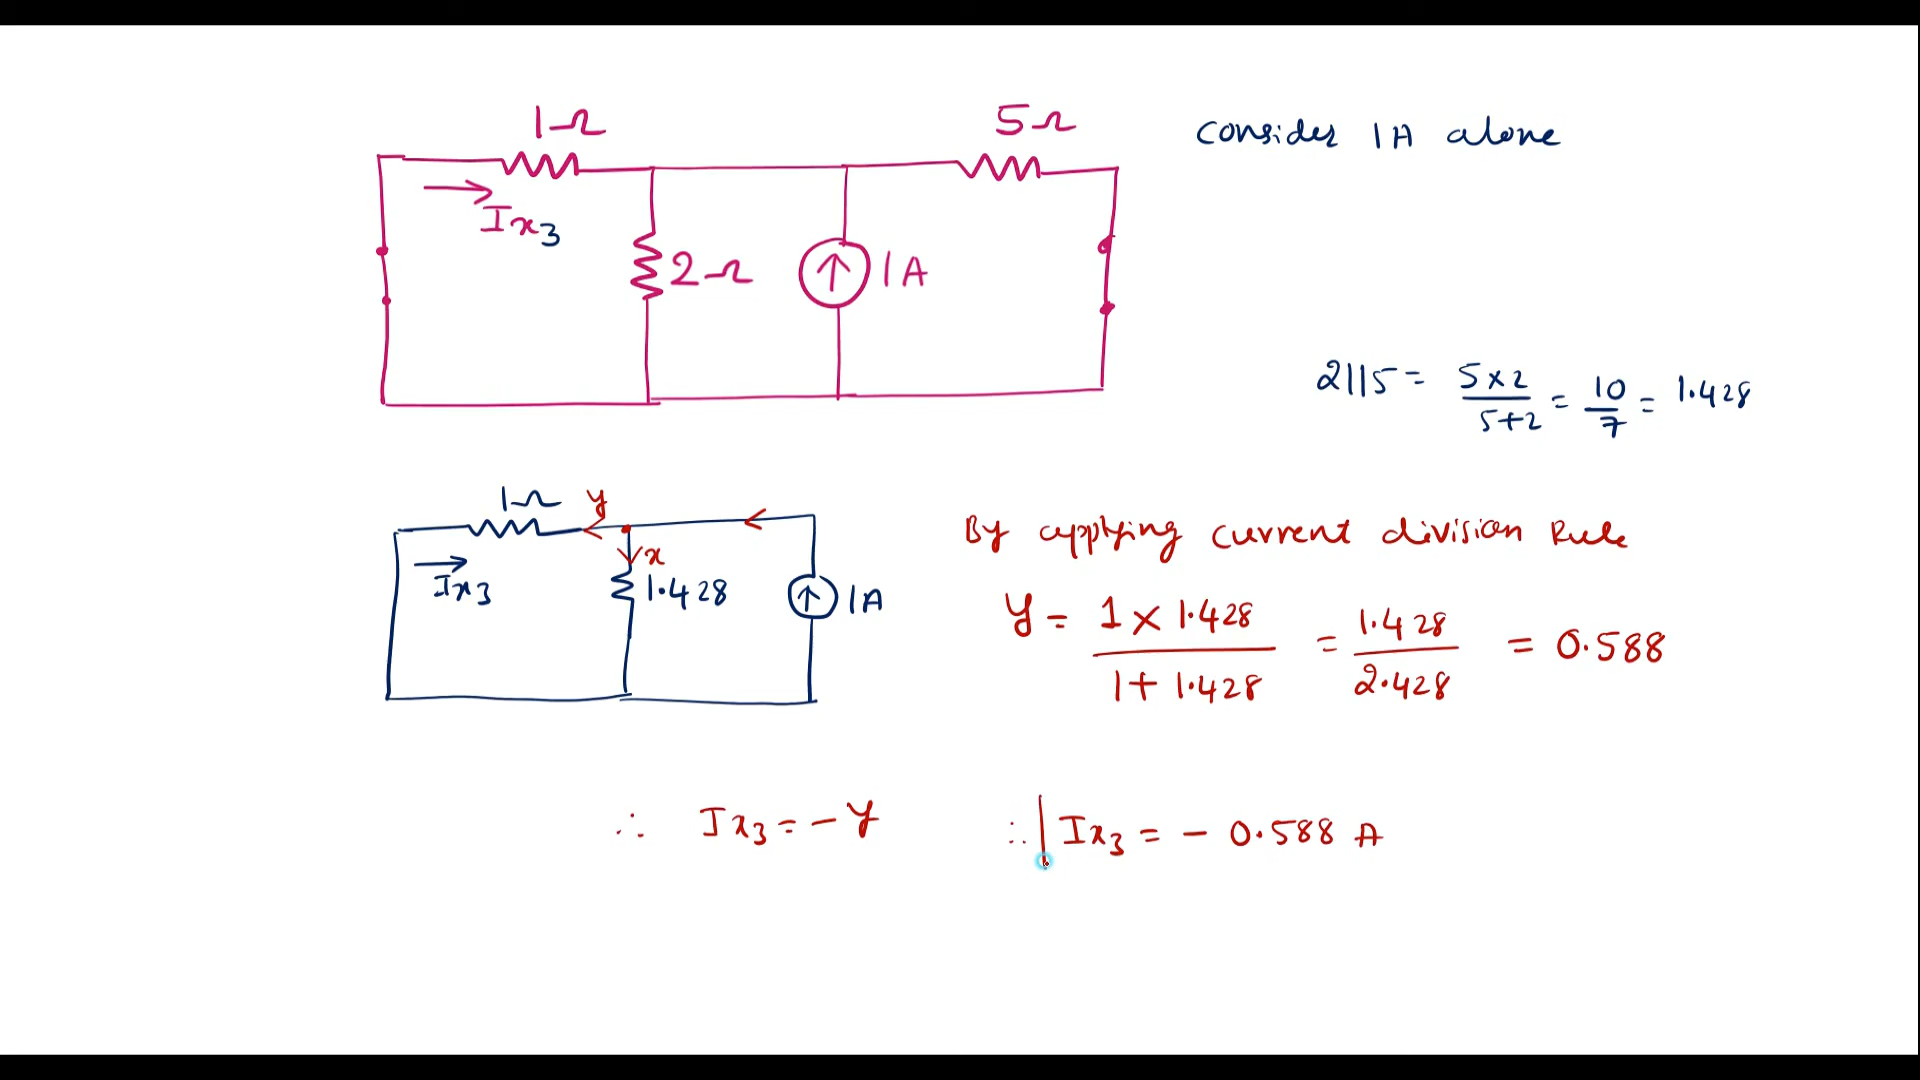 1Ω
5Ω
Consider 1A alone
Ix3
2Ω
1A
2||5 = 5×2 / 5+2 = 10 / 7 = 1.428
1Ω
y
x
Ix3
1.428
1A
By applying current division Rule
y = 1 × 1.428 / 1 + 1.428 = 1.428 / 2.428 = 0.588
∴ Ix3 = - y
∴ Ix3 = - 0.588 A